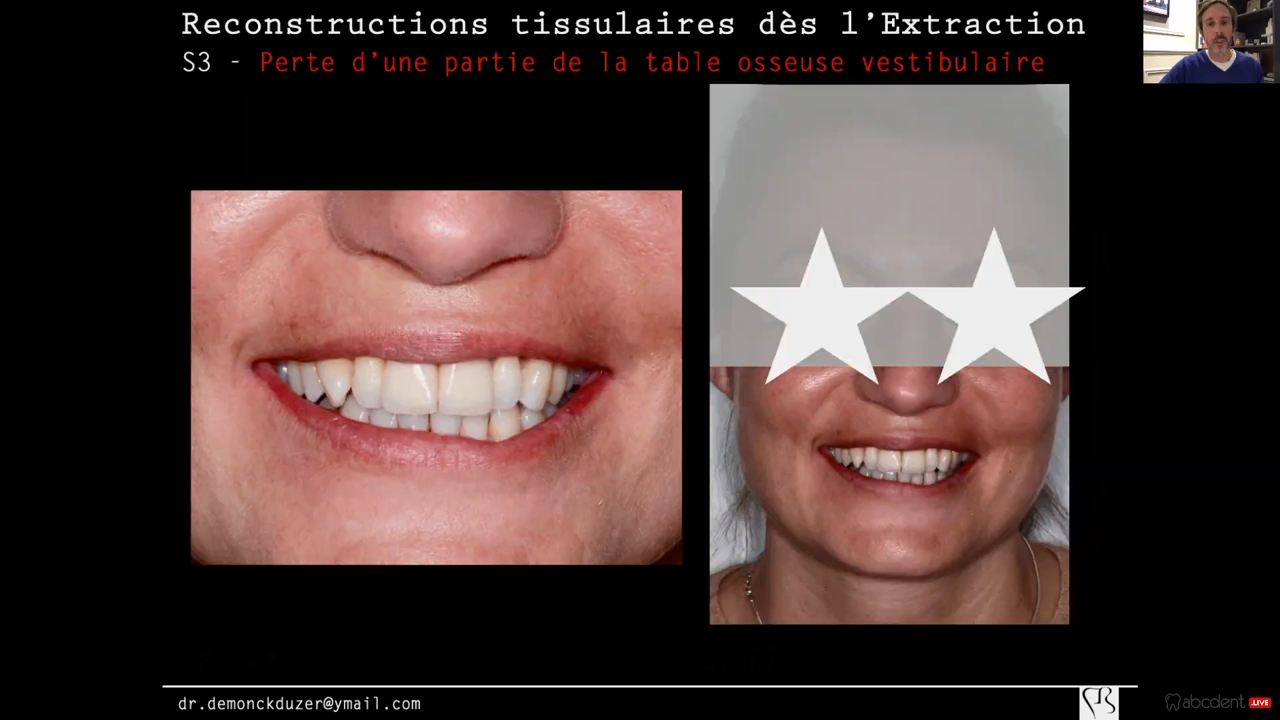 Reconstructions tissulaires dès l'Extraction
S3 - Perte d'une partie de la table osseuse vestibulaire
dr.demonckduzer@ymail.com
abcdent LIVE